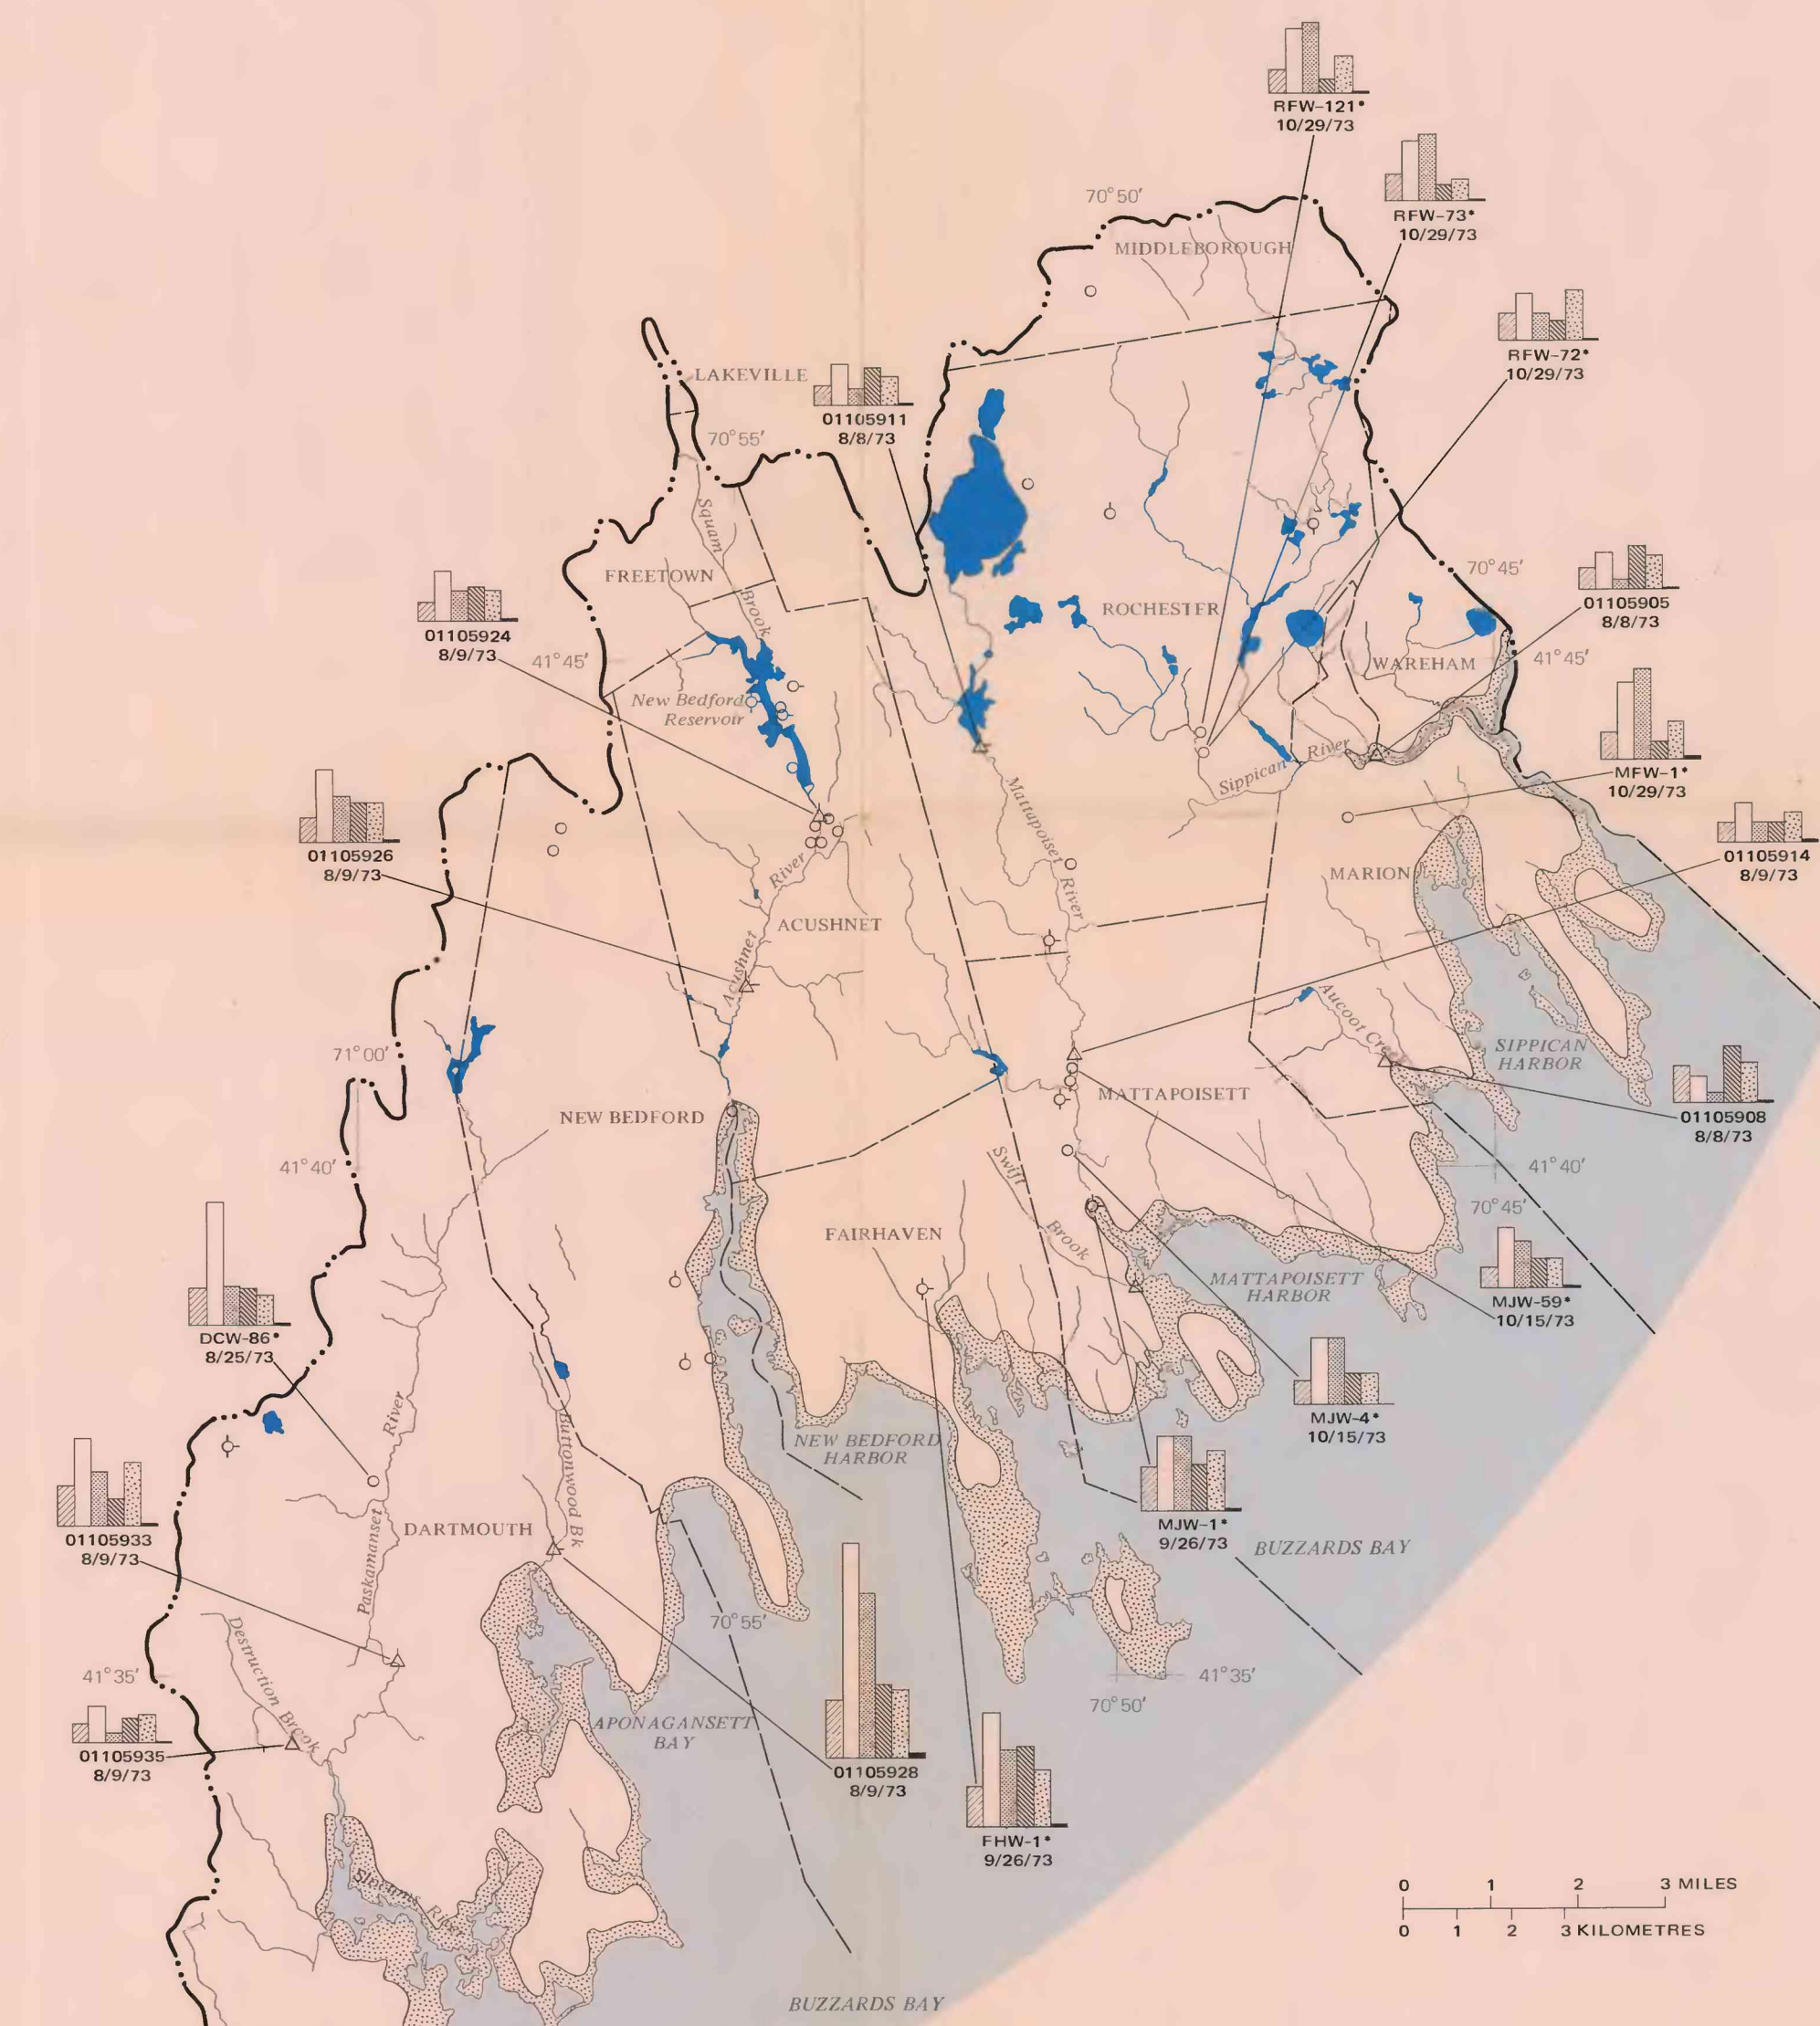 RFW-121*
10/29/73
RFW-73*
10/29/73
70°50′
MIDDLEBOROUGH
RFW-72*
10/29/73
LAKEVILLE
01105911
8/8/73
70°55′
Squam
Brook
FREETOWN
01105924
8/9/73
41°45′
New Bedford
Reservoir
ROCHESTER
70°45′
01105905
8/8/73
WAREHAM
41°45′
MFW-1*
10/29/73
Sippican
River
Mattapoiset
River
01105926
8/9/73
River
Acushnet
ACUSHNET
MARION
01105914
8/9/73
71°00′
Aucoot Creek
SIPPICAN
HARBOR
NEW BEDFORD
MATTAPOISETT
01105908
8/8/73
41°40′
41°40′
70°45′
Swift
Brook
FAIRHAVEN
MATTAPOISETT
HARBOR
MJW-59*
10/15/73
DCW-86*
8/25/73
MJW-4*
10/15/73
River
Paskamanset
Buttonwood Bk
NEW BEDFORD
HARBOR
MJW-1*
9/26/73
BUZZARDS BAY
01105933
8/9/73
DARTMOUTH
70°55′
41°35′
41°35′
70°50′
Destruction Brook
01105935
8/9/73
APONAGANSETT
BAY
01105928
8/9/73
FHW-1*
9/26/73
Slocums River
0 1 2 3 MILES
0 1 2 3 KILOMETRES
BUZZARDS BAY